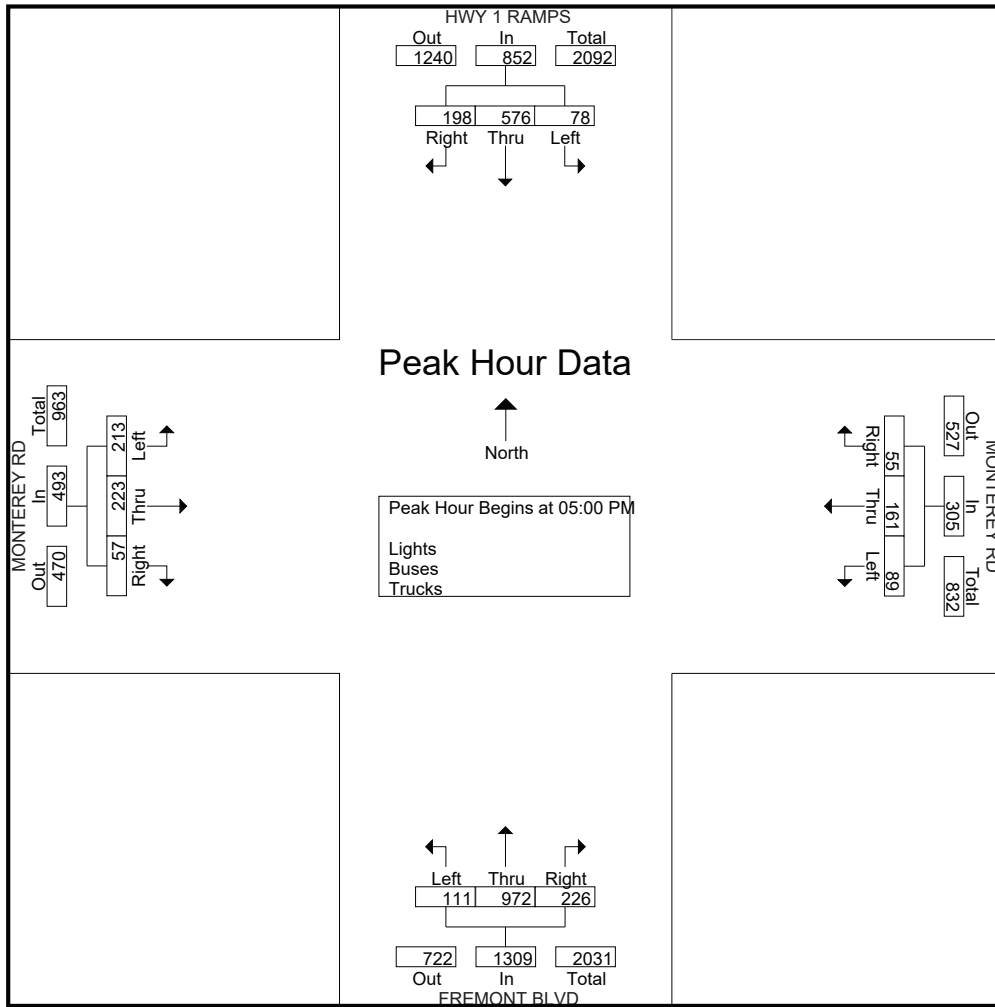 HWY 1 RAMPS
Out In Total
1240 852 2092
198 576 78
Right Thru Left
Peak Hour Data
North
Peak Hour Begins at 05:00 PM
Lights
Buses
Trucks
MONTEREY RD
Out In Total
470 493 963
Right Thru Left
57 223 213
MONTEREY RD
Out In Total
527 305 832
Right Thru Left
55 161 89
Left Thru Right
111 972 226
722 1309 2031
Out In Total
FREMONT BLVD